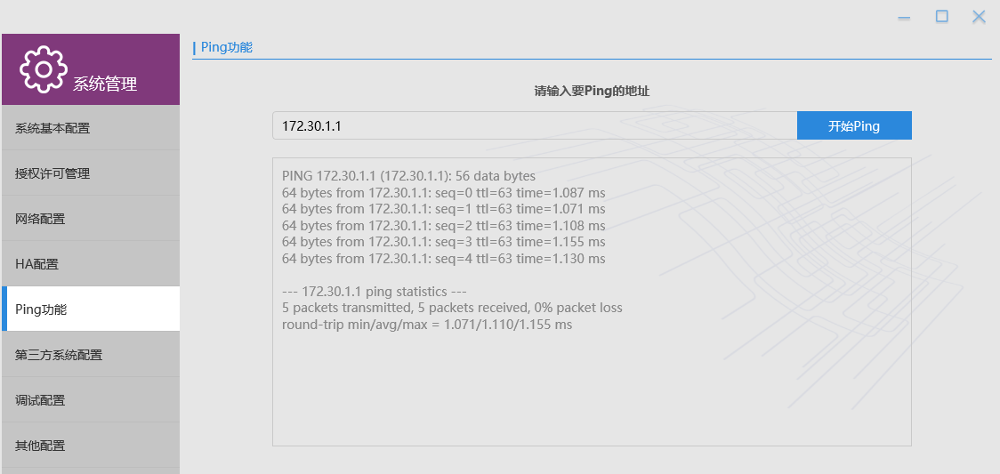 系统管理
系统基本配置
授权许可管理
网络配置
HA配置
Ping功能
第三方系统配置
调试配置
其他配置
Ping功能
请输入要Ping的地址
172.30.1.1 开始Ping
PING 172.30.1.1 (172.30.1.1): 56 data bytes
64 bytes from 172.30.1.1: seq=0 ttl=63 time=1.087 ms
64 bytes from 172.30.1.1: seq=1 ttl=63 time=1.071 ms
64 bytes from 172.30.1.1: seq=2 ttl=63 time=1.108 ms
64 bytes from 172.30.1.1: seq=3 ttl=63 time=1.155 ms
64 bytes from 172.30.1.1: seq=4 ttl=63 time=1.130 ms
--- 172.30.1.1 ping statistics ---
5 packets transmitted, 5 packets received, 0% packet loss
round-trip min/avg/max = 1.071/1.110/1.155 ms